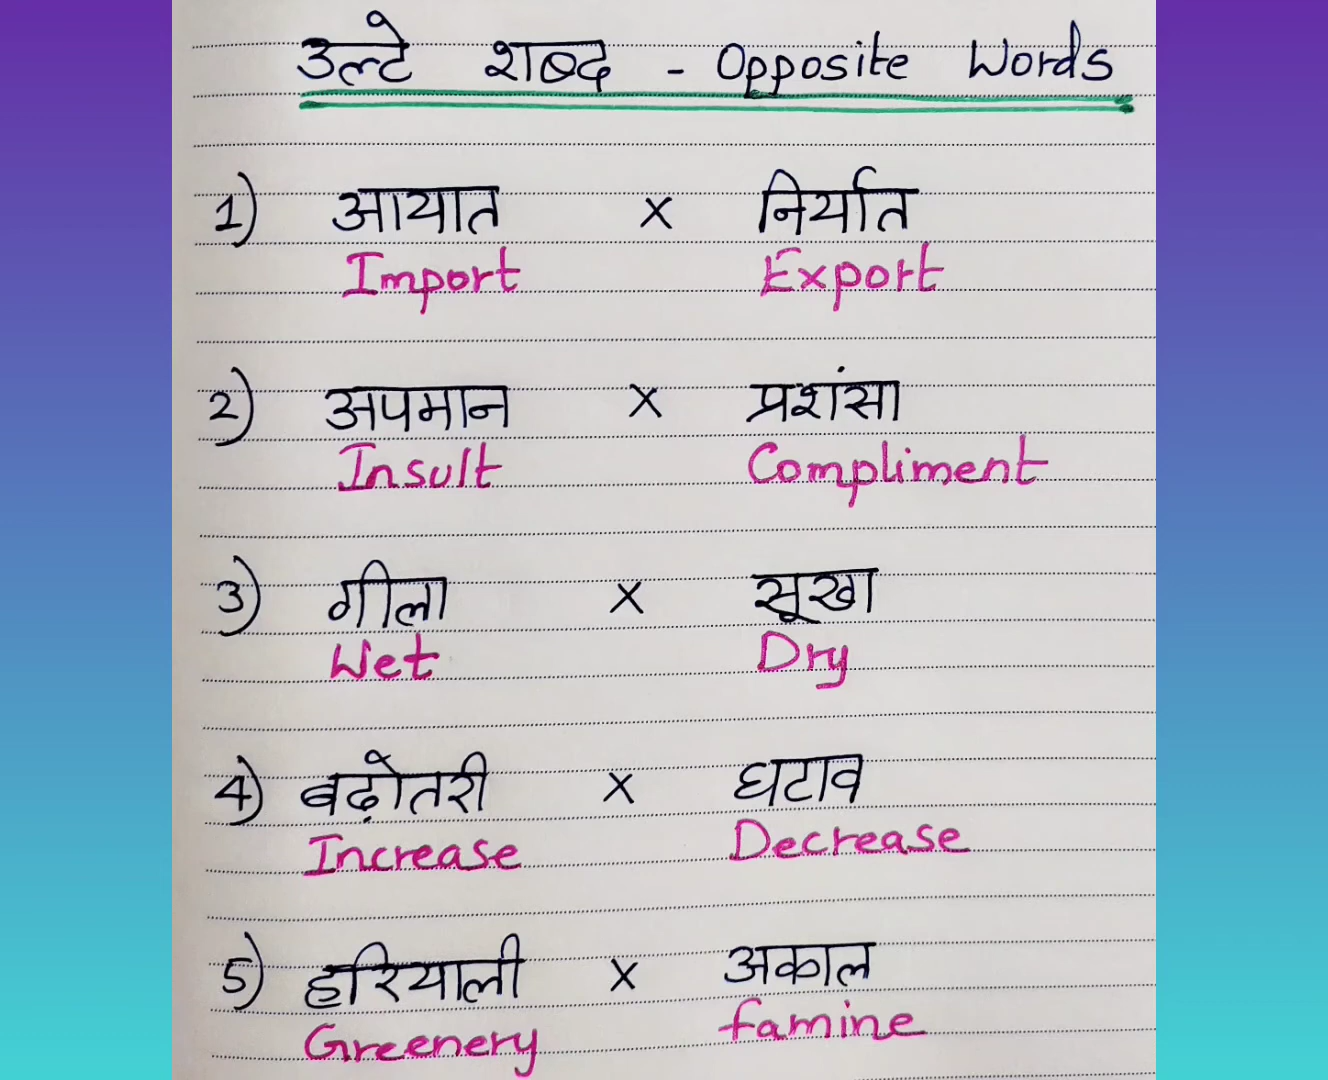 उल्टे शब्द - Opposite Words
1) आयात x निर्यात
Import Export
2) अपमान x प्रशंसा
Insult Compliment
3) गीला x सूखा
Wet Dry
4) बढ़ोतरी x घटाव
Increase Decrease
5) हरियाली x अकाल
Greenery famine